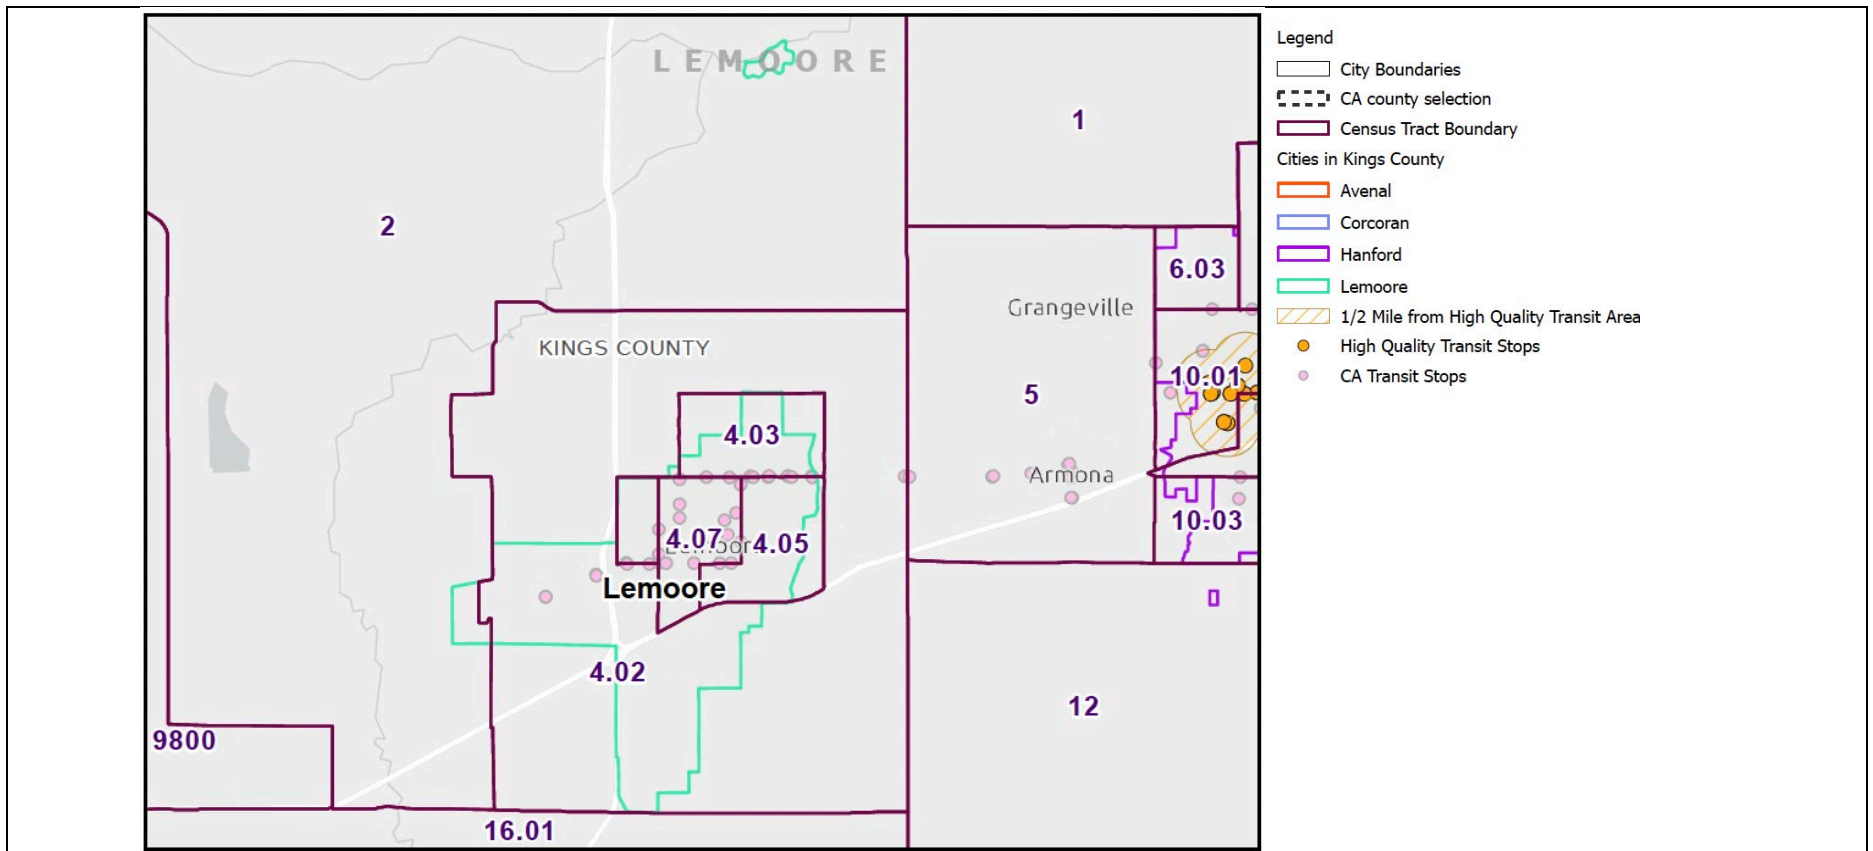 LEMOORE
1
2
6.03
Grangeville
KINGS COUNTY
10.01
5
4.03
Armona
10.03
4.07
4.05
Lemoore
Lemoore
4.02
12
9800
16.01
Legend
City Boundaries
CA county selection
Census Tract Boundary
Cities in Kings County
Avenal
Corcoran
Hanford
Lemoore
1/2 Mile from High Quality Transit Area
High Quality Transit Stops
CA Transit Stops